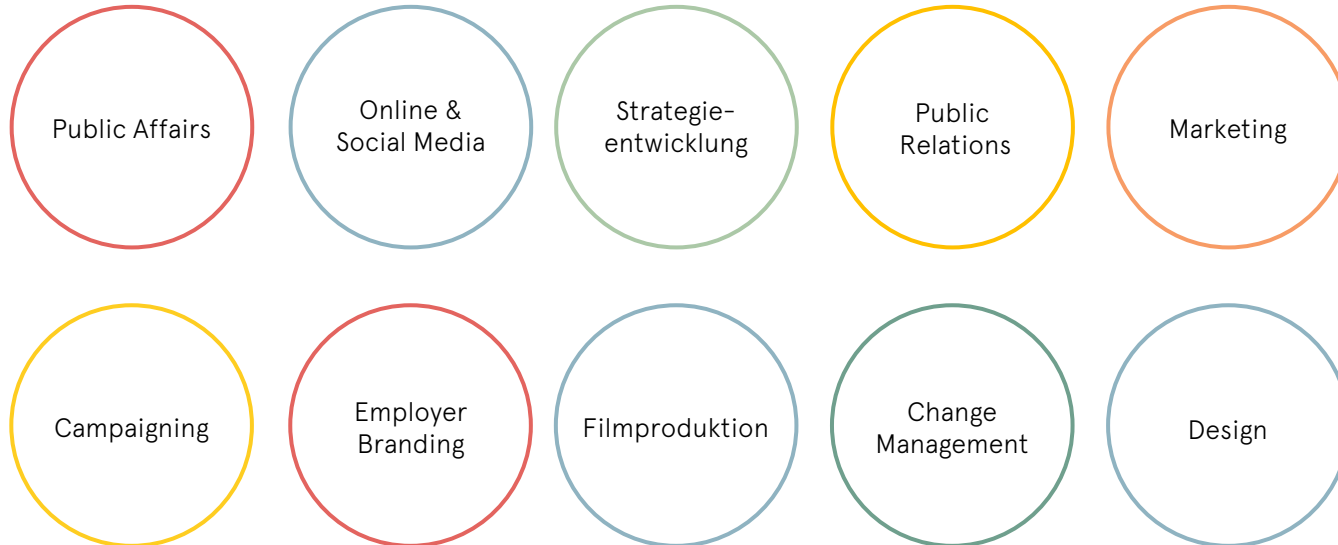 Public Affairs
Online &
Social Media
Strategie-
entwicklung
Public
Relations
Marketing
Campaigning
Employer
Branding
Filmproduktion
Change
Management
Design